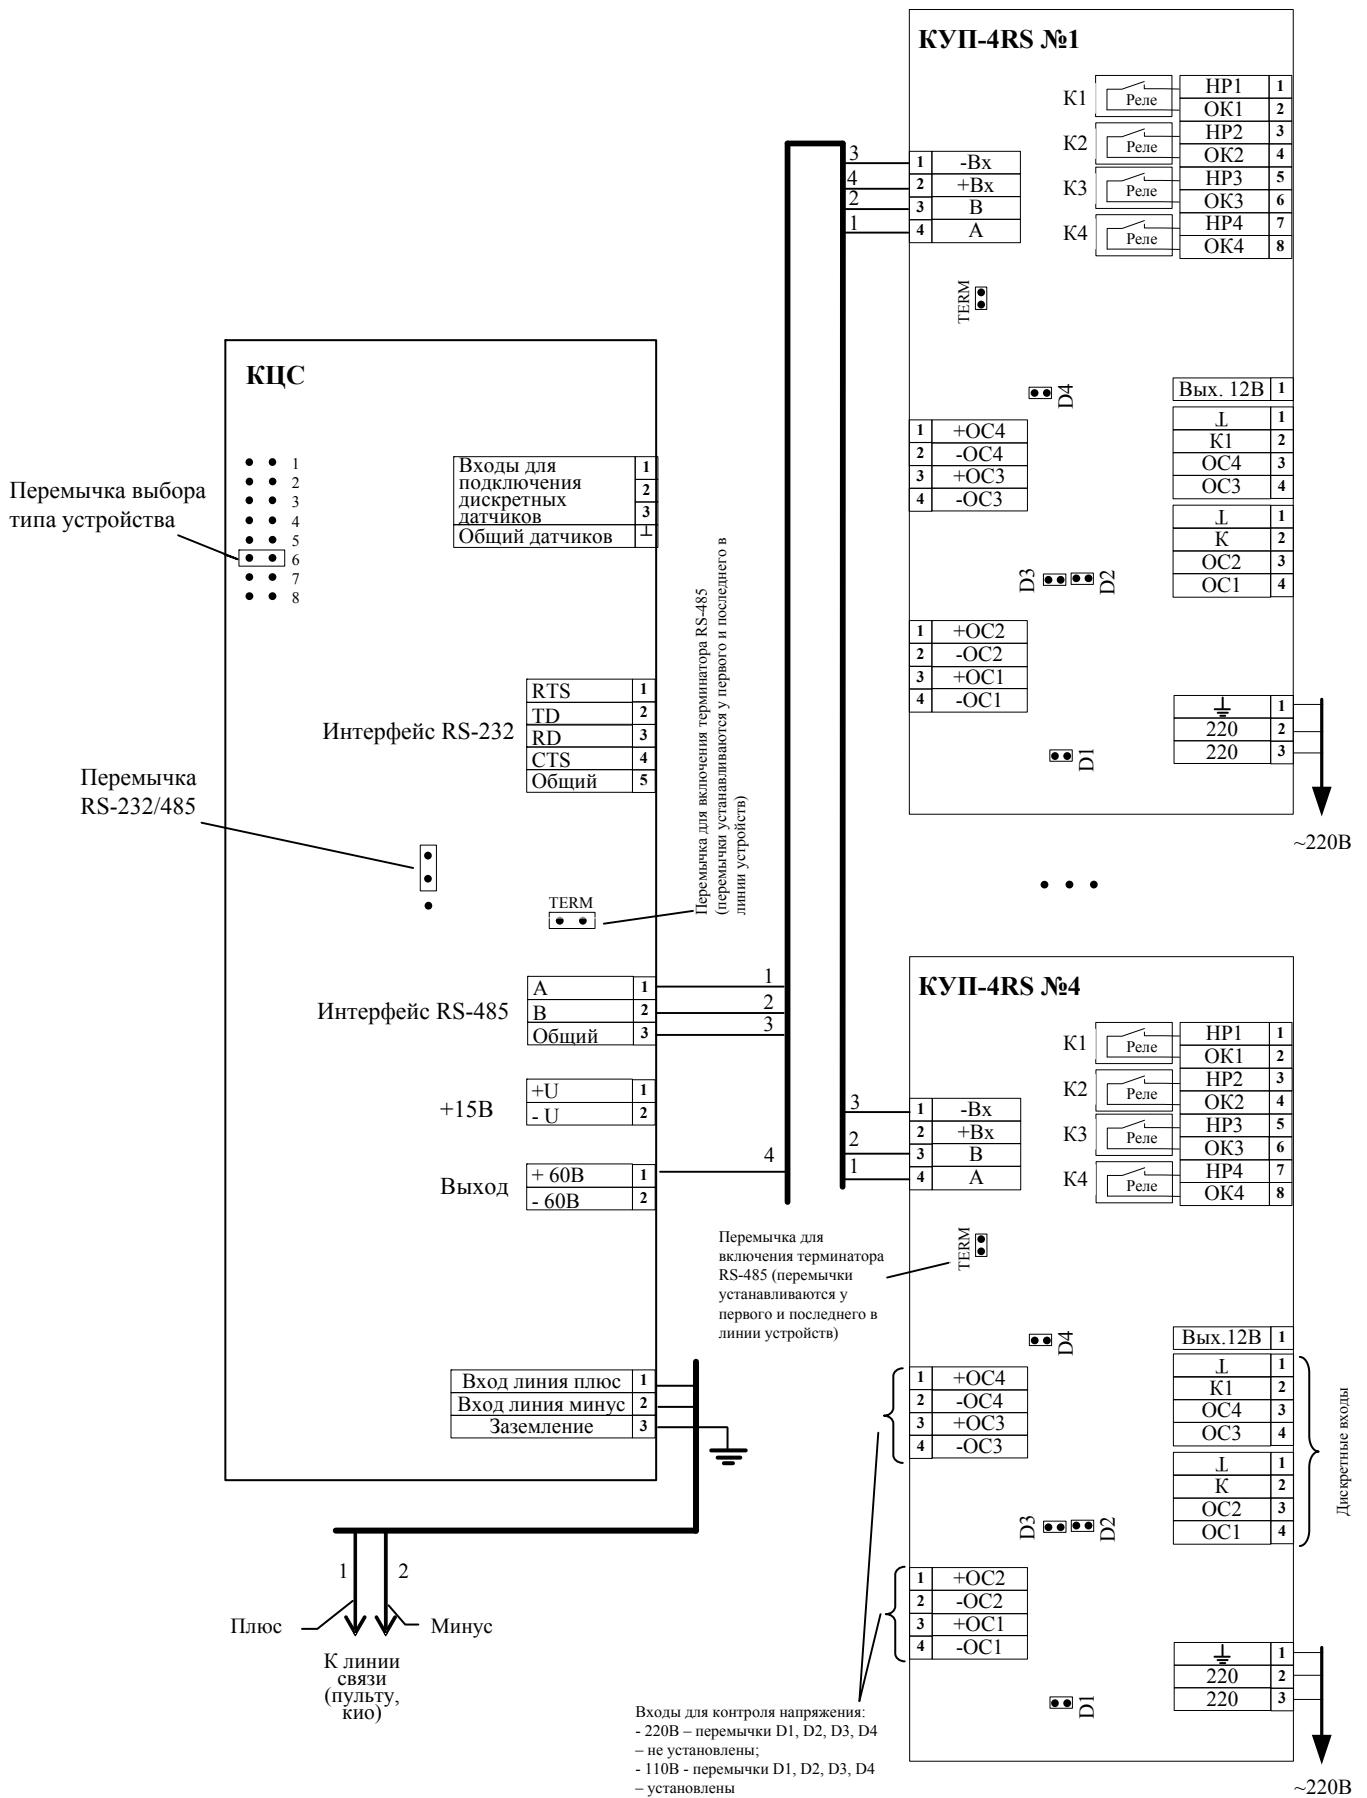 КУП-4RS №1
К1
Реле
НР1
1
ОК1
2
К2
Реле
НР2
3
ОК2
4
К3
Реле
НР3
5
ОК3
6
К4
Реле
НР4
7
ОК4
8
3
1
-Вх
4
2
+Вх
2
3
В
1
4
А
TERM
D4
Вых. 12В
1
1
+ОС4
2
-ОС4
3
+ОС3
4
-ОС3
1
К1
2
ОС4
3
ОС3
4
1
К
2
ОС2
3
ОС1
4
D3
D2
1
+ОС2
2
-ОС2
3
+ОС1
4
-ОС1
D1
1
220
2
220
3
~220В
КЦС
1
2
3
4
5
6
7
8
Перемычка выбора
типа устройства
Входы для
подключения
дискретных
датчиков
1
2
3
Общий датчиков
Перемычка для включения терминатора RS-485
(перемычки устанавливаются у первого и последнего в
линии устройств)
Интерфейс RS-232
RTS
1
TD
2
RD
3
CTS
4
Общий
5
Перемычка
RS-232/485
TERM
Интерфейс RS-485
А
1
1
В
2
2
Общий
3
3
+15В
+U
1
- U
2
Выход
+ 60В
1
4
- 60В
2
Вход линия плюс
1
Вход линия минус
2
Заземление
3
1
2
Плюс
Минус
К линии
связи
(пульту,
кио)
КУП-4RS №4
К1
Реле
НР1
1
ОК1
2
К2
Реле
НР2
3
ОК2
4
К3
Реле
НР3
5
ОК3
6
К4
Реле
НР4
7
ОК4
8
3
1
-Вх
2
+Вх
2
3
В
1
4
А
Перемычка для
включения терминатора
RS-485 (перемычки
устанавливаются у
первого и последнего в
линии устройств)
TERM
D4
Вых.12В
1
1
+ОС4
2
-ОС4
3
+ОС3
4
-ОС3
1
К1
2
ОС4
3
ОС3
4
1
К
2
ОС2
3
ОС1
4
Дискретные входы
D3
D2
1
+ОС2
2
-ОС2
3
+ОС1
4
-ОС1
D1
1
220
2
220
3
~220В
Входы для контроля напряжения:
- 220В – перемычки D1, D2, D3, D4
– не установлены;
- 110В - перемычки D1, D2, D3, D4
– установлены